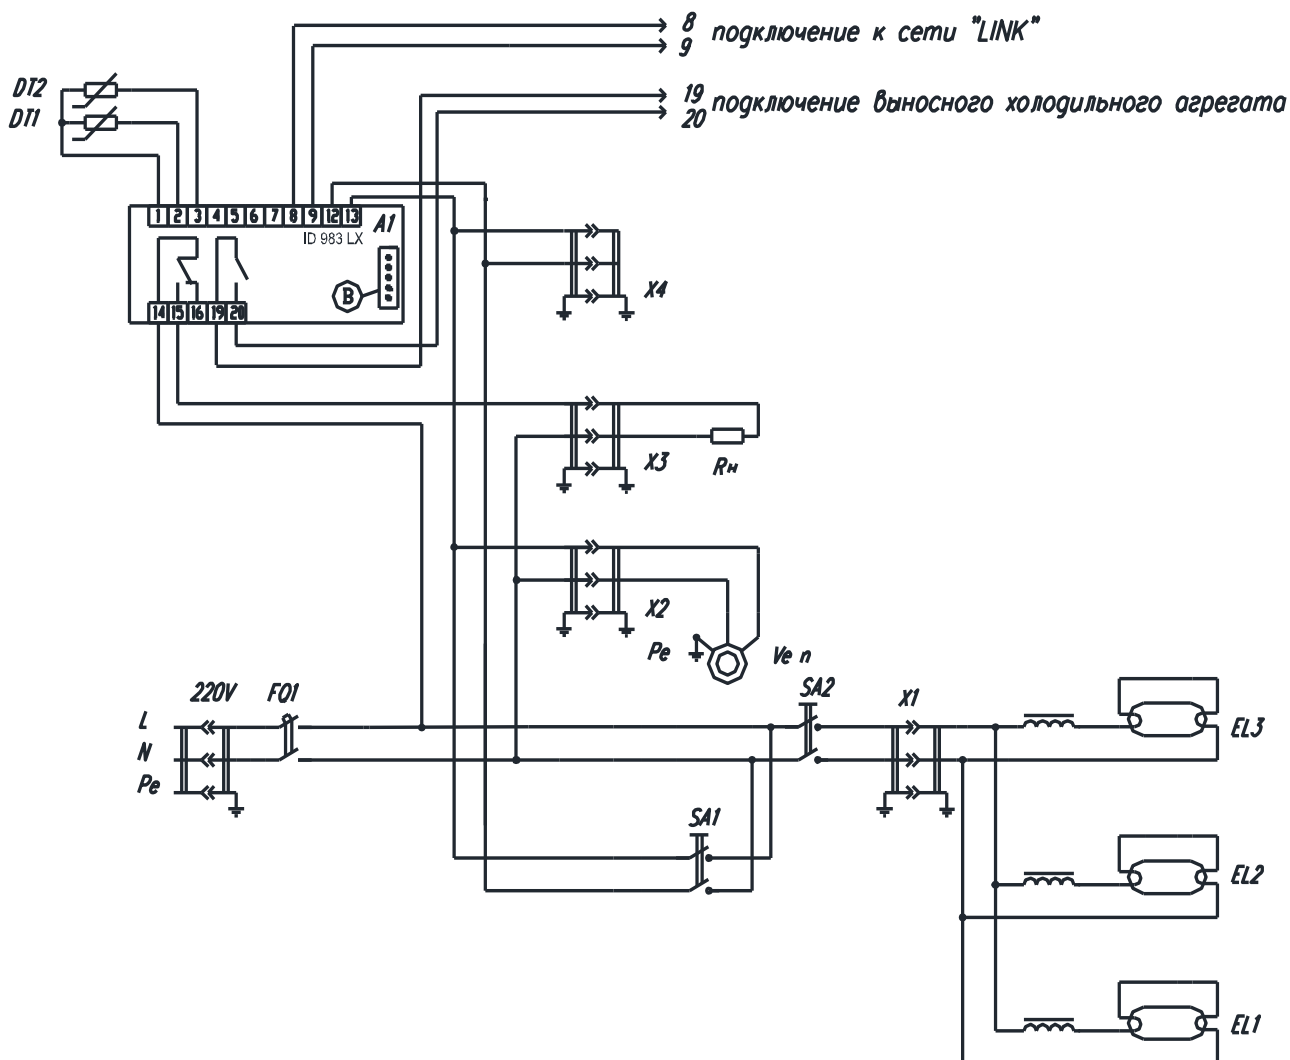 8 подключение к сети "LINK"
9
DT2
DT1
19
20 подключение выносного холодильного агрегата
1 2 3 4 5 6 7 8 9 12 13
A1
ID 983 LX
B
14 15 16 19 20
X4
X3
Rн
X2
Pe
Ve n
220V
FQ1
SA2
X1
L
N
Pe
EL3
SA1
EL2
EL1